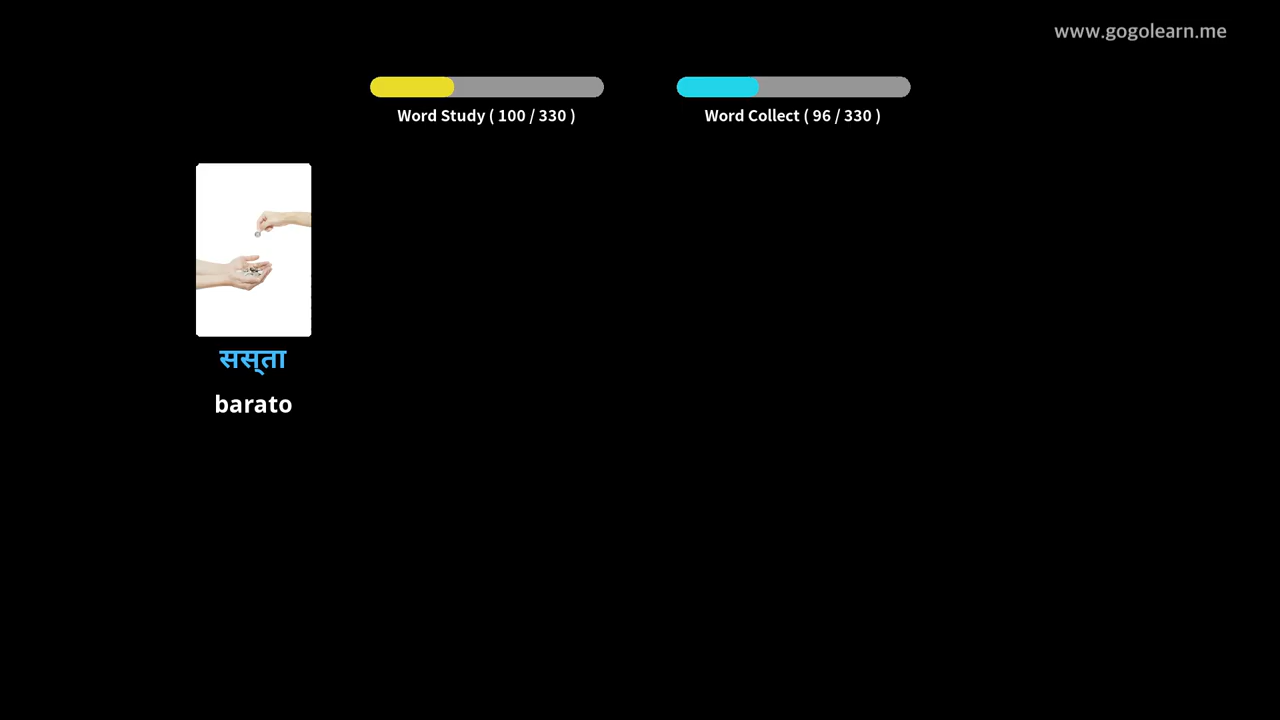 www.gogolearn.me
Word Study ( 100 / 330 )
Word Collect ( 96 / 330 )
सस्‌ता
barato